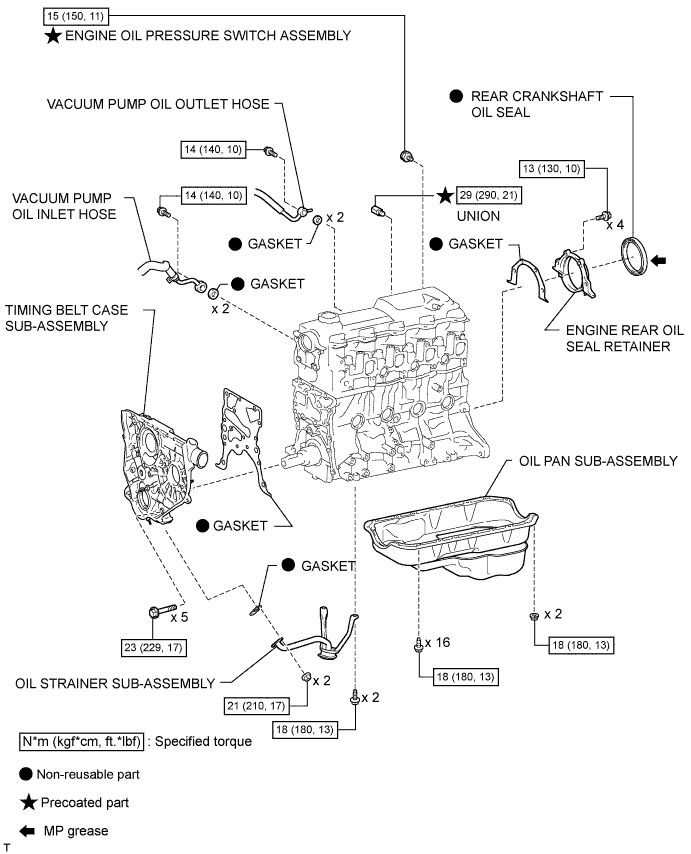 15 (150, 11)
ENGINE OIL PRESSURE SWITCH ASSEMBLY
REAR CRANKSHAFT
OIL SEAL
VACUUM PUMP OIL OUTLET HOSE
14 (140, 10)
13 (130, 10)
VACUUM PUMP
OIL INLET HOSE
14 (140, 10)
x 2
29 (290, 21)
UNION
x 4
GASKET
GASKET
GASKET
x 2
TIMING BELT CASE
SUB-ASSEMBLY
ENGINE REAR OIL
SEAL RETAINER
OIL PAN SUB-ASSEMBLY
GASKET
GASKET
x 5
23 (229, 17)
x 2
18 (180, 13)
x 16
18 (180, 13)
OIL STRAINER SUB-ASSEMBLY
x 2
21 (210, 17)
x 2
18 (180, 13)
N*m (kgf*cm, ft.*lbf) : Specified torque
Non-reusable part
Precoated part
MP grease
T